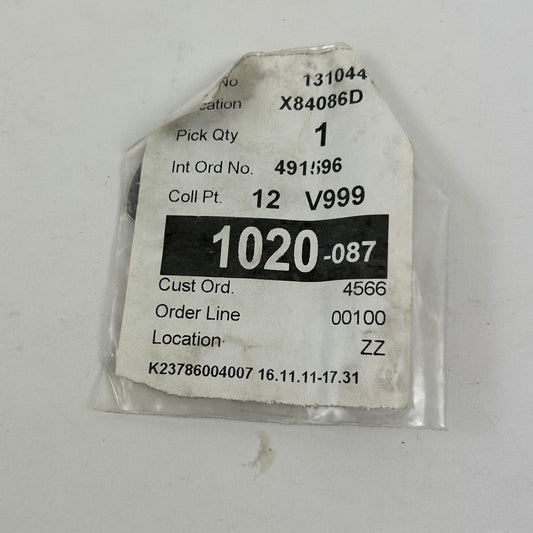 No 131044
cation X84086D
Pick Qty 1
Int Ord No. 491596
Coll Pt. 12 V999
1020-087
Cust Ord. 4566
Order Line 00100
Location ZZ
K23786004007 16.11.11-17.31